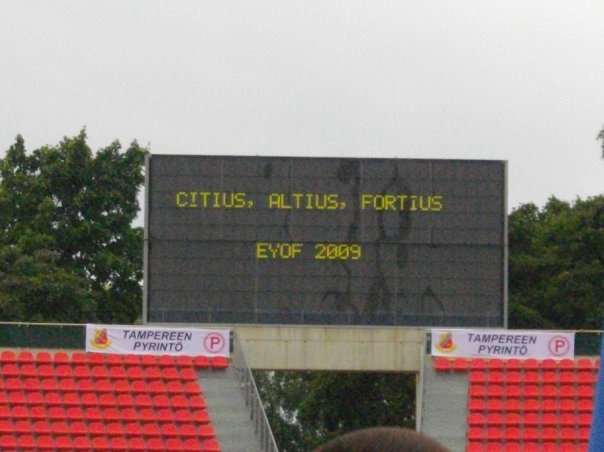 CITIUS, ALTIUS, FORTIUS
EYOF 2009
TAMPEREEN
PYRINTÖ
P
TAMPEREEN
PYRINTÖ
P